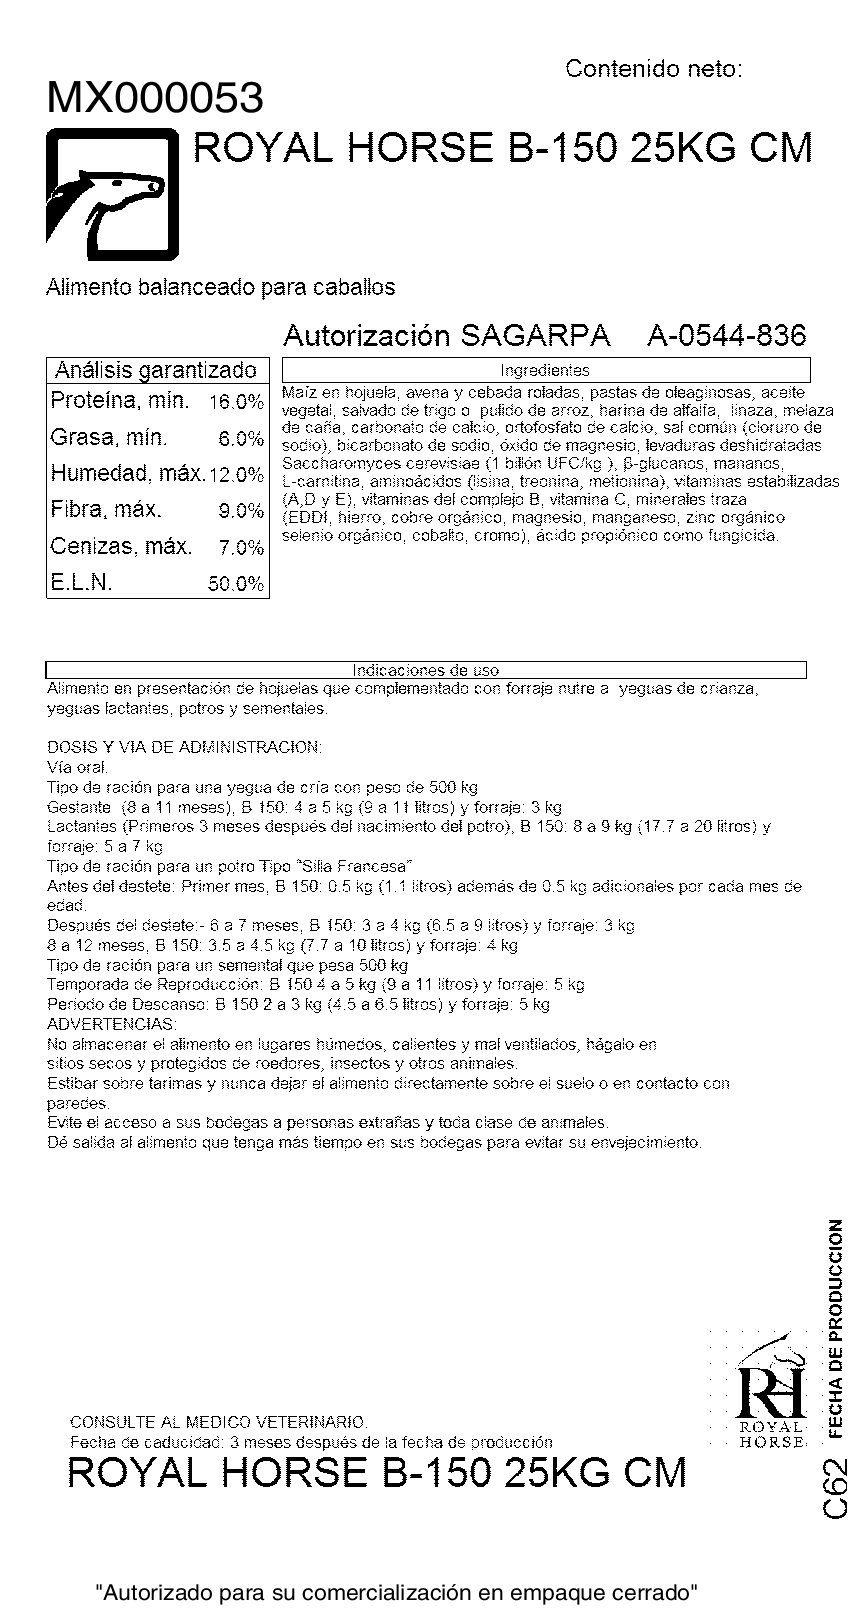 Contenido neto:
MX000053
ROYAL HORSE B-150 25KG CM
Alimento balanceado para caballos
Autorización SAGARPA A-0544-836
Análisis garantizado
Proteína, mín. 16.0%
Grasa, mín. 6.0%
Humedad, máx. 12.0%
Fibra, máx. 9.0%
Cenizas, máx. 7.0%
E.L.N. 50.0%
Ingredientes
Maíz en hojuela, avena y cebada roladas, pastas de oleaginosas, aceite
vegetal, salvado de trigo o pulido de arroz, harina de alfalfa, linaza, melaza
de caña, carbonato de calcio, ortofosfato de calcio, sal común (cloruro de
sodio), bicarbonato de sodio, óxido de magnesio, levaduras deshidratadas
Saccharomyces cerevisiae (1 billón UFC/kg ), β-glucanos, mananos,
L-carnitina, aminoácidos (lisina, treonina, metionina), vitaminas estabilizadas
(A,D y E), vitaminas del complejo B, vitamina C, minerales traza
(EDDI, hierro, cobre orgánico, magnesio, manganeso, zinc orgánico
selenio orgánico, cobalto, cromo), ácido propiónico como fungicida.
Indicaciones de uso
Alimento en presentación de hojuelas que complementado con forraje nutre a yeguas de crianza,
yeguas lactantes, potros y sementales.
DOSIS Y VIA DE ADMINISTRACION:
Vía oral.
Tipo de ración para una yegua de cría con peso de 500 kg
Gestante (8 a 11 meses), B 150: 4 a 5 kg (9 a 11 litros) y forraje: 3 kg
Lactantes (Primeros 3 meses después del nacimiento del potro), B 150: 8 a 9 kg (17.7 a 20 litros) y
forraje: 5 a 7 kg
Tipo de ración para un potro Tipo "Silla Francesa"
Antes del destete: Primer mes, B 150: 0.5 kg (1.1 litros) además de 0.5 kg adicionales por cada mes de
edad.
Después del destete:- 6 a 7 meses, B 150: 3 a 4 kg (6.5 a 9 litros) y forraje: 3 kg
8 a 12 meses, B 150: 3.5 a 4.5 kg (7.7 a 10 litros) y forraje: 4 kg
Tipo de ración para un semental que pesa 500 kg
Temporada de Reproducción: B 150 4 a 5 kg (9 a 11 litros) y forraje: 5 kg
Periodo de Descanso: B 150 2 a 3 kg (4.5 a 6.5 litros) y forraje: 5 kg
ADVERTENCIAS:
No almacenar el alimento en lugares húmedos, calientes y mal ventilados, hágalo en
sitios secos y protegidos de roedores, insectos y otros animales.
Estibar sobre tarimas y nunca dejar el alimento directamente sobre el suelo o en contacto con
paredes.
Evite el acceso a sus bodegas a personas extrañas y toda clase de animales.
Dé salida al alimento que tenga más tiempo en sus bodegas para evitar su envejecimiento.
FECHA DE PRODUCCION
RH
ROYAL
HORSE
CONSULTE AL MEDICO VETERINARIO.
Fecha de caducidad: 3 meses después de la fecha de producción
ROYAL HORSE B-150 25KG CM
C62
"Autorizado para su comercialización en empaque cerrado"